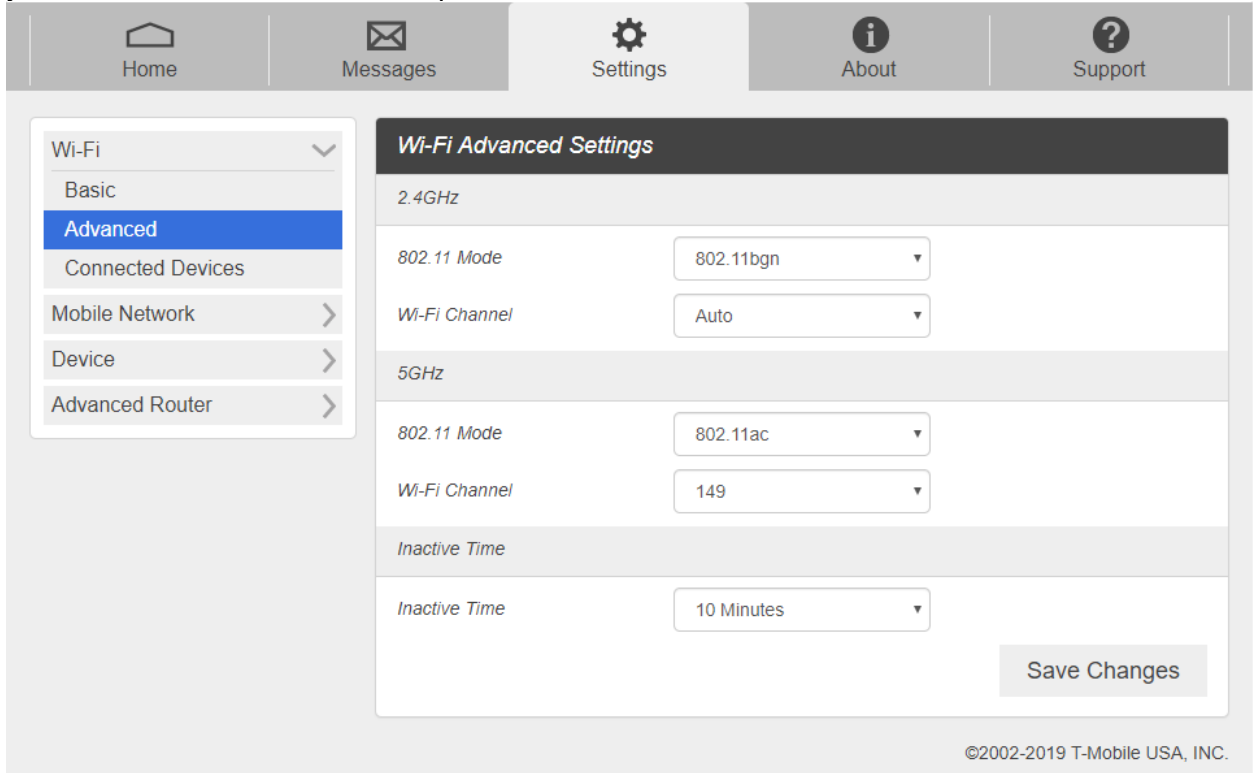 Home
Messages
Settings
About
Support
Wi-Fi
Basic
Advanced
Connected Devices
Mobile Network
Device
Advanced Router
Wi-Fi Advanced Settings
2.4GHz
802.11 Mode 802.11bgn
Wi-Fi Channel Auto
5GHz
802.11 Mode 802.11ac
Wi-Fi Channel 149
Inactive Time
Inactive Time 10 Minutes
Save Changes
©2002-2019 T-Mobile USA, INC.